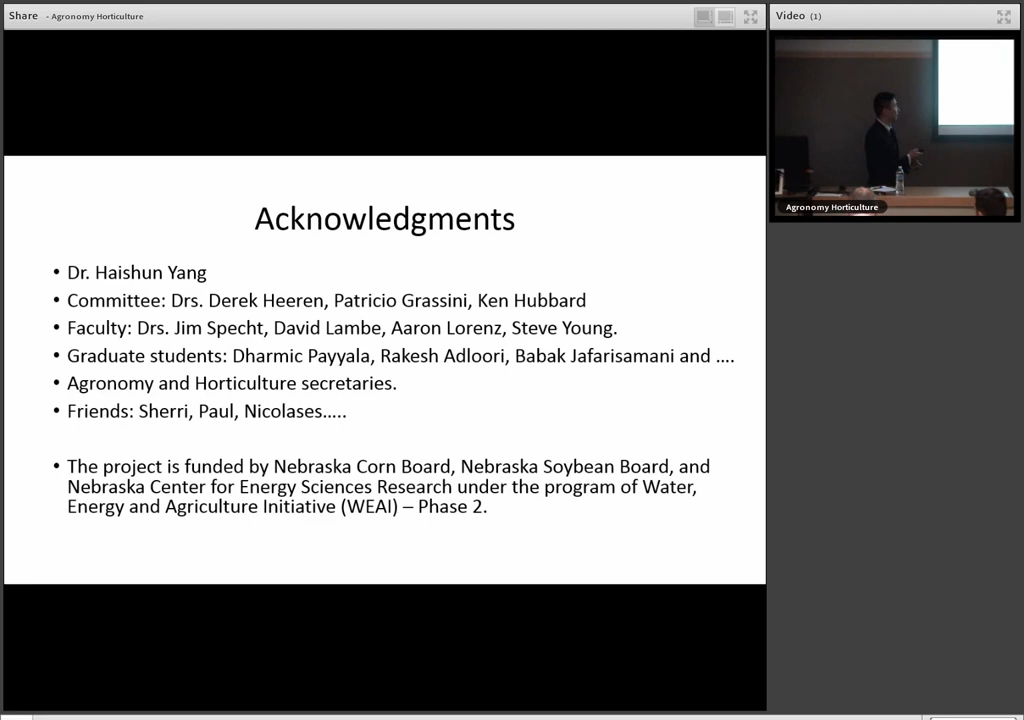 Share - Agronomy Horticulture
Video (1)
Agronomy Horticulture
Acknowledgments
• Dr. Haishun Yang
• Committee: Drs. Derek Heeren, Patricio Grassini, Ken Hubbard
• Faculty: Drs. Jim Specht, David Lambe, Aaron Lorenz, Steve Young.
• Graduate students: Dharmic Payyala, Rakesh Adloori, Babak Jafarisamani and ....
• Agronomy and Horticulture secretaries.
• Friends: Sherri, Paul, Nicolases.....
• The project is funded by Nebraska Corn Board, Nebraska Soybean Board, and
Nebraska Center for Energy Sciences Research under the program of Water,
Energy and Agriculture Initiative (WEAI) – Phase 2.